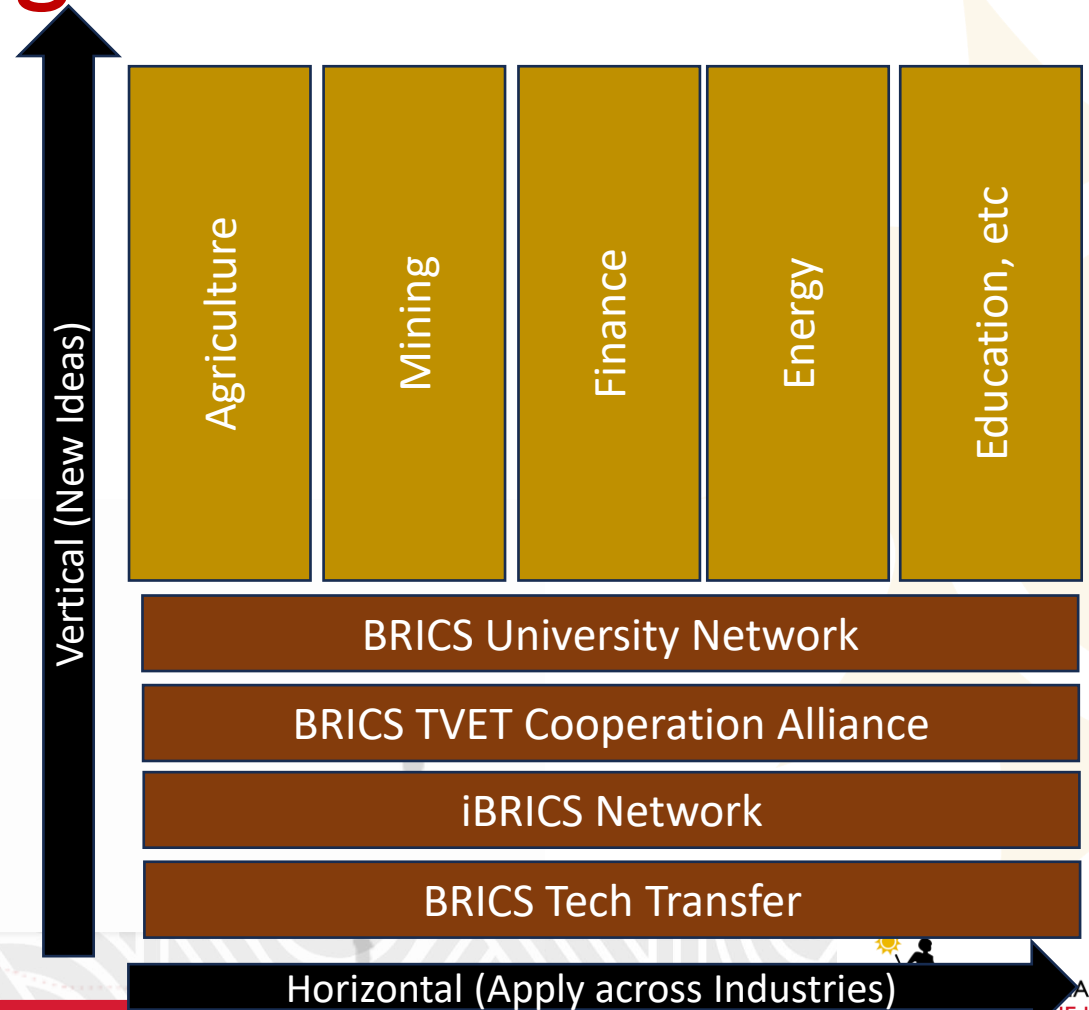 Vertical (New Ideas)
Agriculture
Mining
Finance
Energy
Education, etc
BRICS University Network
BRICS TVET Cooperation Alliance
iBRICS Network
BRICS Tech Transfer
Horizontal (Apply across Industries)